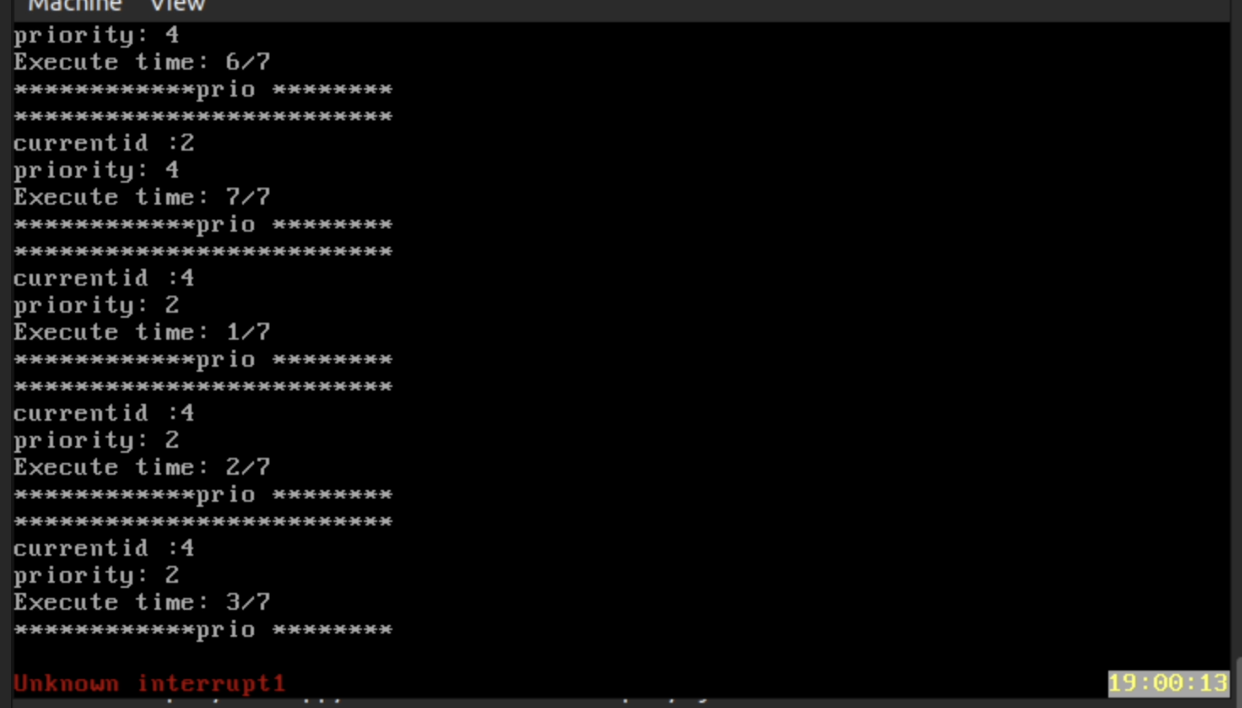 Machine View
priority: 4
Execute time: 6/7
************prio ********
*************************
currentid :2
priority: 4
Execute time: 7/7
************prio ********
*************************
currentid :4
priority: 2
Execute time: 1/7
************prio ********
*************************
currentid :4
priority: 2
Execute time: 2/7
************prio ********
*************************
currentid :4
priority: 2
Execute time: 3/7
************prio ********
Unknown interrupt1
19:00:13